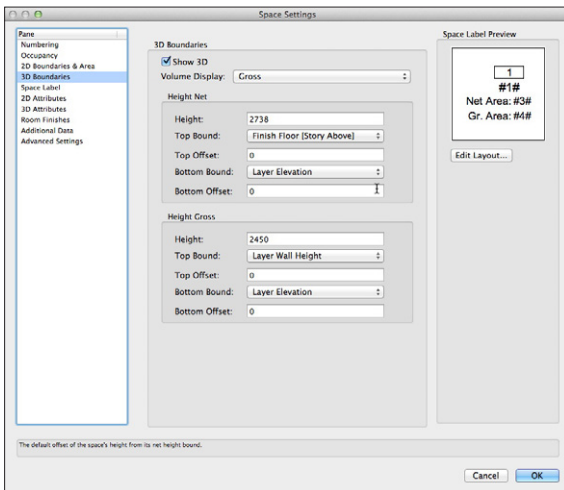 Space Settings
Pane
Numbering
Occupancy
2D Boundaries & Area
3D Boundaries
Space Label
2D Attributes
3D Attributes
Room Finishes
Additional Data
Advanced Settings
3D Boundaries
Show 3D
Volume Display: Gross
Height Net
Height: 2738
Top Bound: Finish Floor [Story Above]
Top Offset: 0
Bottom Bound: Layer Elevation
Bottom Offset: 0
Height Gross
Height: 2450
Top Bound: Layer Wall Height
Top Offset: 0
Bottom Bound: Layer Elevation
Bottom Offset: 0
Space Label Preview
1
#1#
Net Area: #3#
Gr. Area: #4#
Edit Layout...
The default offset of the space's height from its net height bound.
Cancel
OK